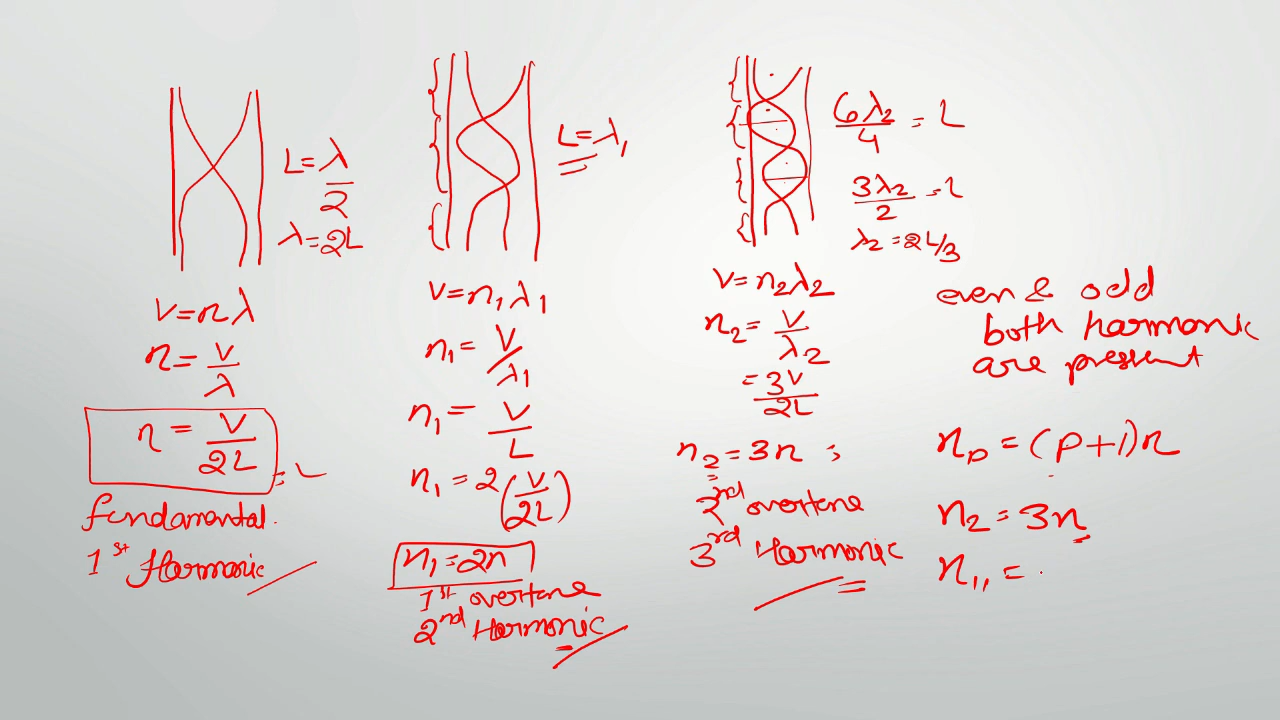 L = λ/2
λ = 2L
V = nλ
n = V/λ
n = V/2L
= L
fundamental.
1st Harmonic
L = λ1
V = n1λ1
n1 = V/λ1
n1 = V/L
n1 = 2(V/2L)
n1 = 2n
1st overtone
2nd Harmonic
6λ2/4 = L
3λ2/2 = L
λ2 = 2L/3
V = n2λ2
n2 = V/λ2
= 3V/2L
n2 = 3n ;
2nd overtone
3rd Harmonic
even & odd
both harmonic
are present
np = (P+1)n
n2 = 3n
n11 = .